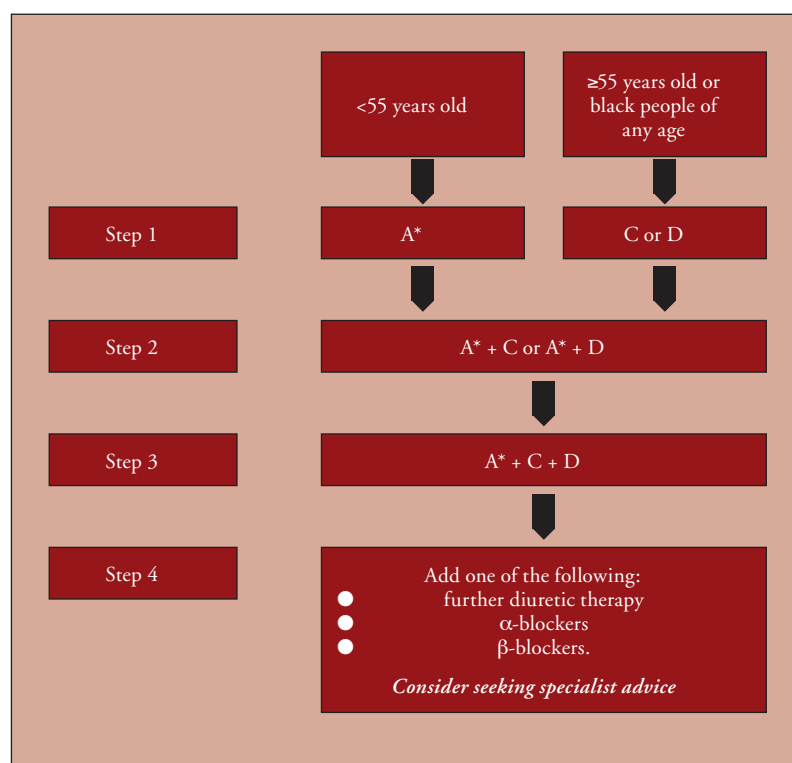 <55 years old
≥55 years old or
black people of
any age
Step 1
A*
C or D
Step 2
A* + C or A* + D
Step 3
A* + C + D
Step 4
Add one of the following:
● further diuretic therapy
● α-blockers
● β-blockers.
Consider seeking specialist advice